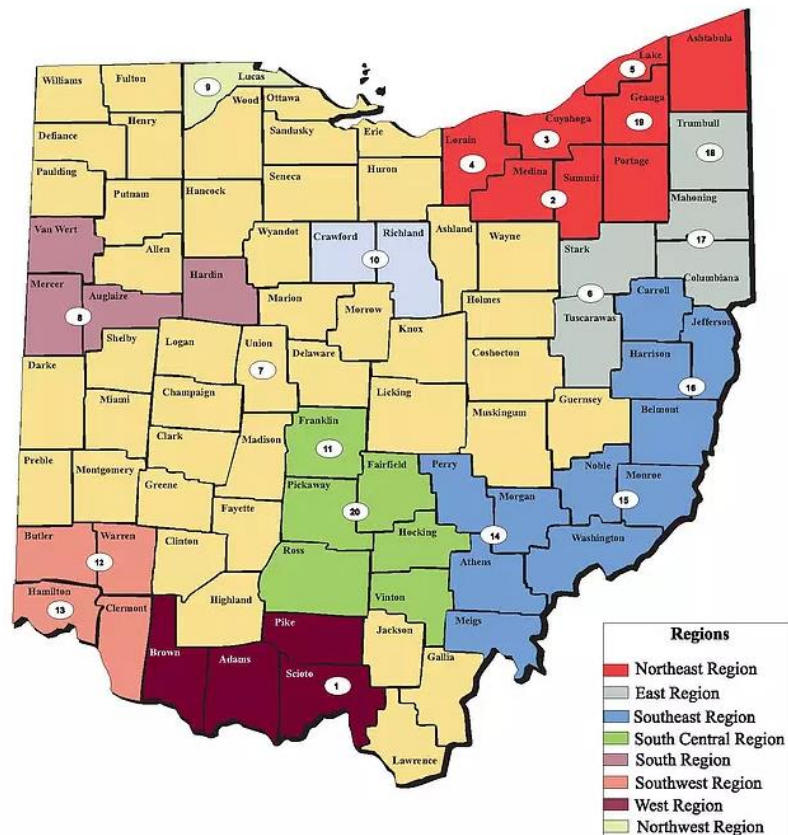 Ashtabula
Lake
5
Lucas
9
Williams
Fulton
Geauga
19
Wood
Ottawa
Cuyahoga
3
Trumbull
18
Henry
Defiance
Sandusky
Erie
Lorain
4
Medina
Summit
Portage
2
Paulding
Seneca
Huron
Putnam
Hancock
Mahoning
17
Van Wert
Wyandot
Crawford
Richland
10
Ashland
Wayne
Stark
Allen
Columbiana
Mercer
Hardin
Auglaize
8
Marion
Morrow
Holmes
6
Carroll
Tuscarawas
Jefferson
Shelby
Logan
Union
7
Knox
Delaware
Coshocton
Harrison
16
Darke
Champaign
Licking
Miami
Muskingum
Guernsey
Belmont
Franklin
11
Clark
Madison
Preble
Montgomery
Fairfield
Perry
Noble
Monroe
15
Greene
Pickaway
20
Morgan
Fayette
14
Butler
Warren
12
Clinton
Hocking
Washington
Ross
Athens
Hamilton
13
Clermont
Highland
Vinton
Pike
Jackson
Meigs
Brown
Adams
Scioto
1
Gallia
Lawrence
Regions
Northeast Region
East Region
Southeast Region
South Central Region
South Region
Southwest Region
West Region
Northwest Region